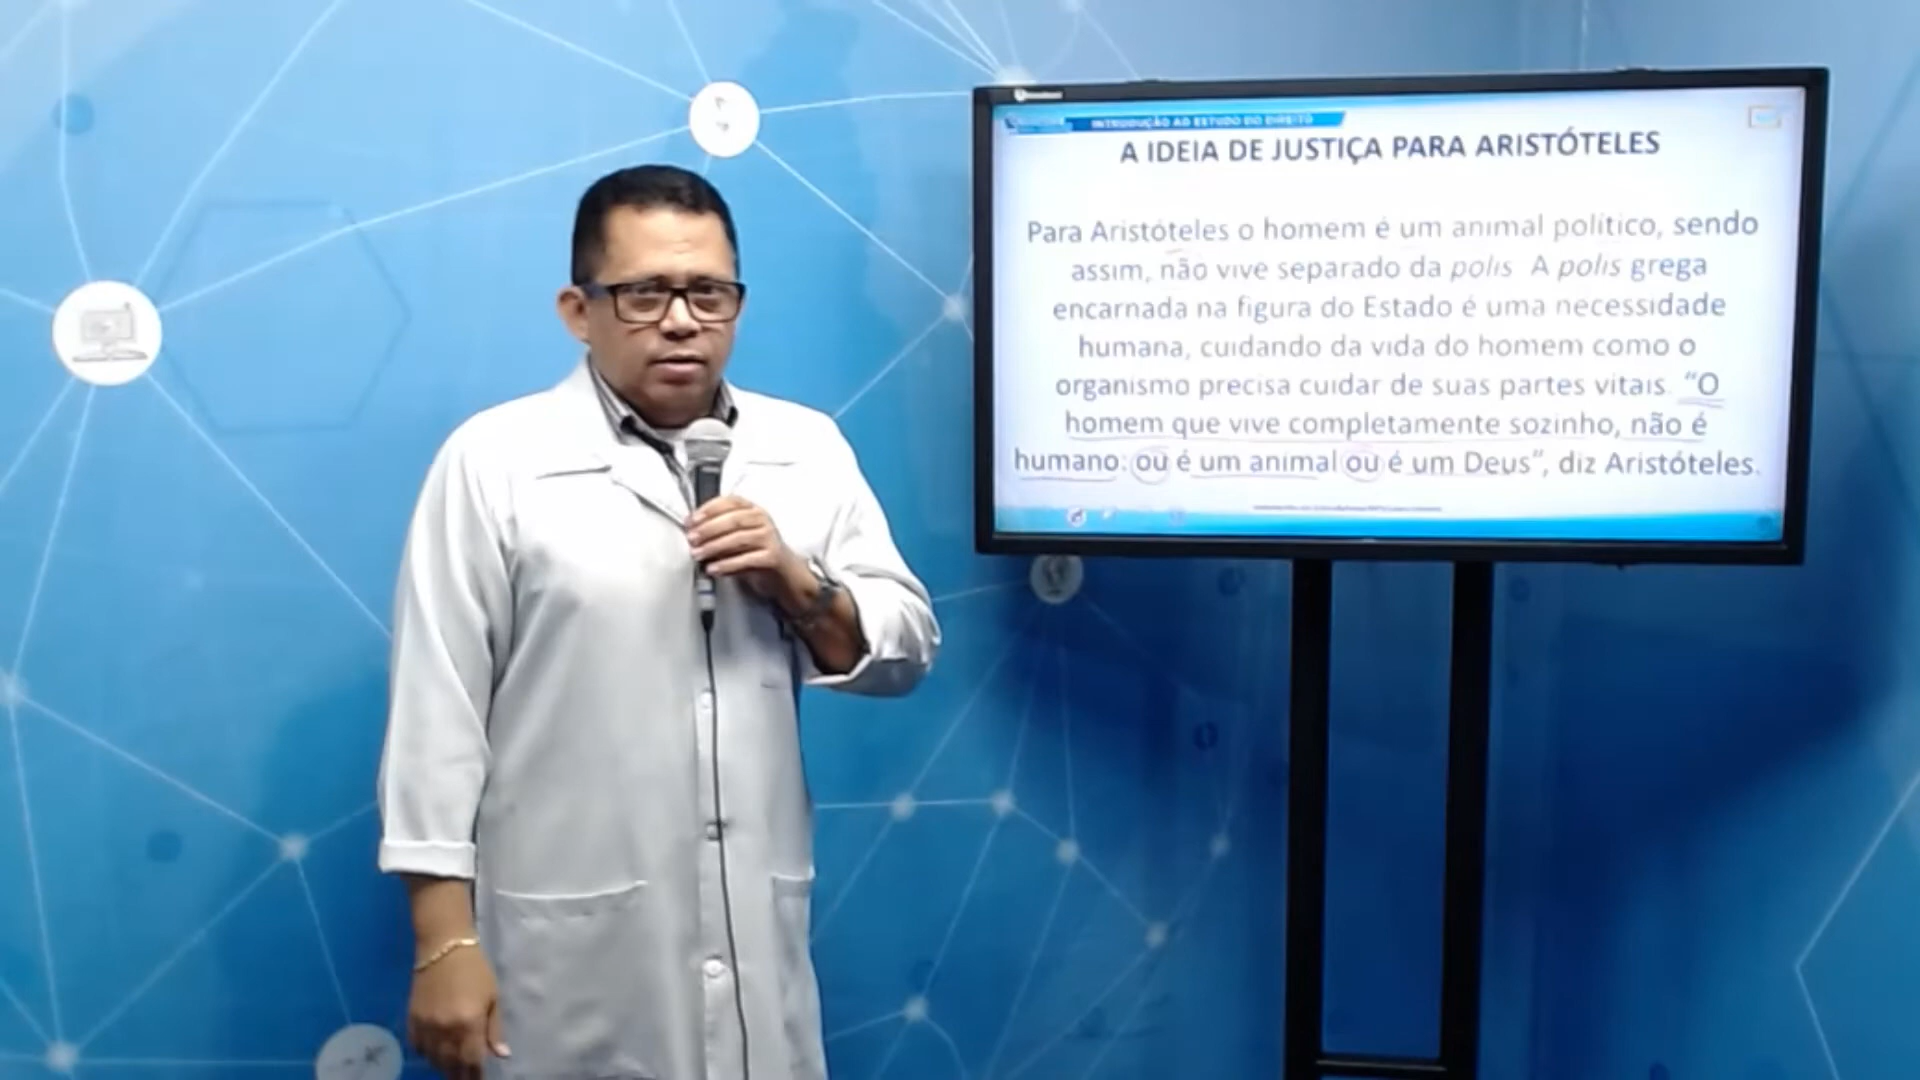 INTRODUÇÃO AO ESTUDO DO DIREITO
A IDEIA DE JUSTIÇA PARA ARISTÓTELES
Para Aristóteles o homem é um animal político, sendo
assim, não vive separado da polis A polis grega
encarnada na figura do Estado é uma necessidade
humana, cuidando da vida do homem como o
organismo precisa cuidar de suas partes vitais. “O
homem que vive completamente sozinho, não é
humano: ou é um animal ou é um Deus”, diz Aristóteles.